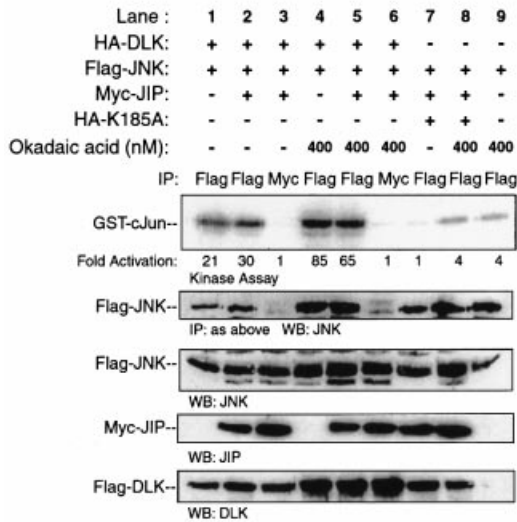 Lane : 1 2 3 4 5 6 7 8 9
HA-DLK: + + + + + + - - -
Flag-JNK: + + + + + + + + +
Myc-JIP : - + + - + + + + -
HA-K185A: - - - - - - + + -
Okadaic acid (nM): - - - 400 400 400 - 400 400
IP: Flag Flag Myc Flag Flag Myc Flag Flag Flag
GST-cJun--
Fold Activation: 21 30 1 85 65 1 1 4 4
Kinase Assay
Flag-JNK--
IP: as above WB: JNK
Flag-JNK--
WB: JNK
Myc-JIP--
WB: JIP
Flag-DLK--
WB: DLK